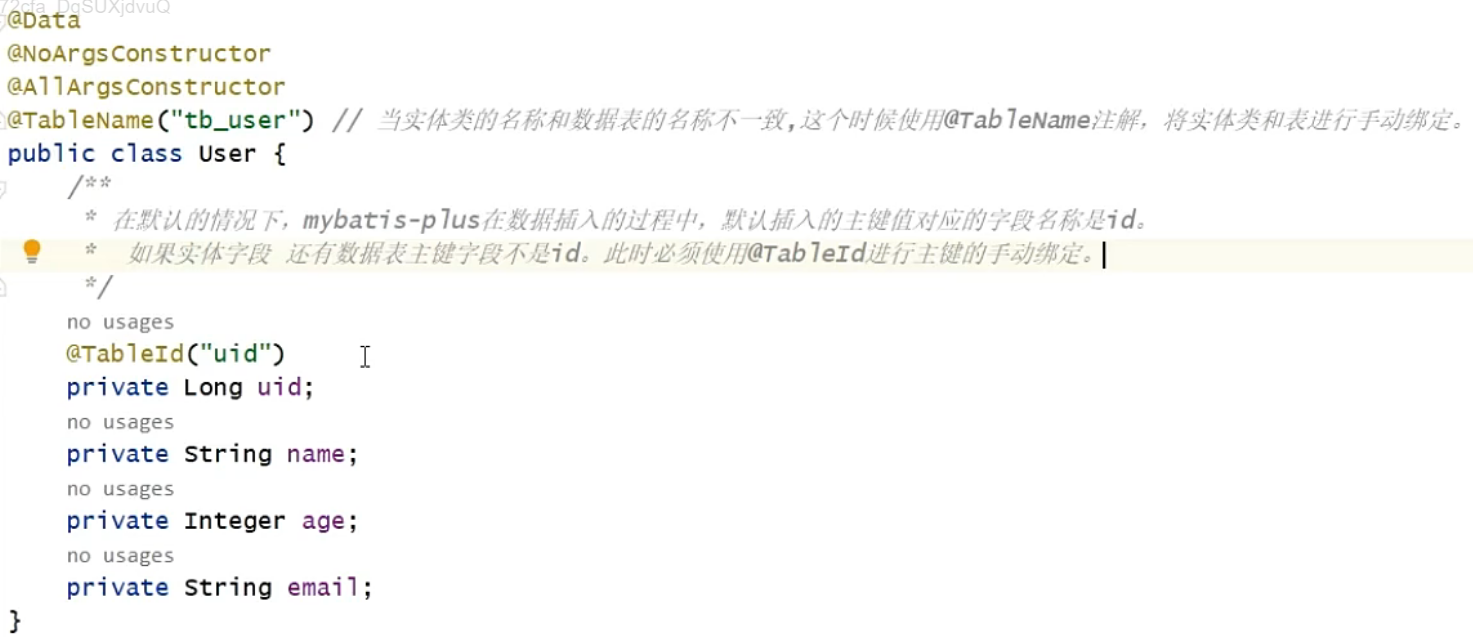 72cfa_DqSUXjdvuQ
@Data
@NoArgsConstructor
@AllArgsConstructor
@TableName("tb_user") // 当实体类的名称和数据表的名称不一致,这个时候使用@TableName注解，将实体类和表进行手动绑定。
public class User {
/**
* 在默认的情况下，mybatis-plus在数据插入的过程中，默认插入的主键值对应的字段名称是id。
* 如果实体字段 还有数据表主键字段不是id。此时必须使用@TableId进行主键的手动绑定。
*/
no usages
@TableId("uid")
private Long uid;
no usages
private String name;
no usages
private Integer age;
no usages
private String email;
}